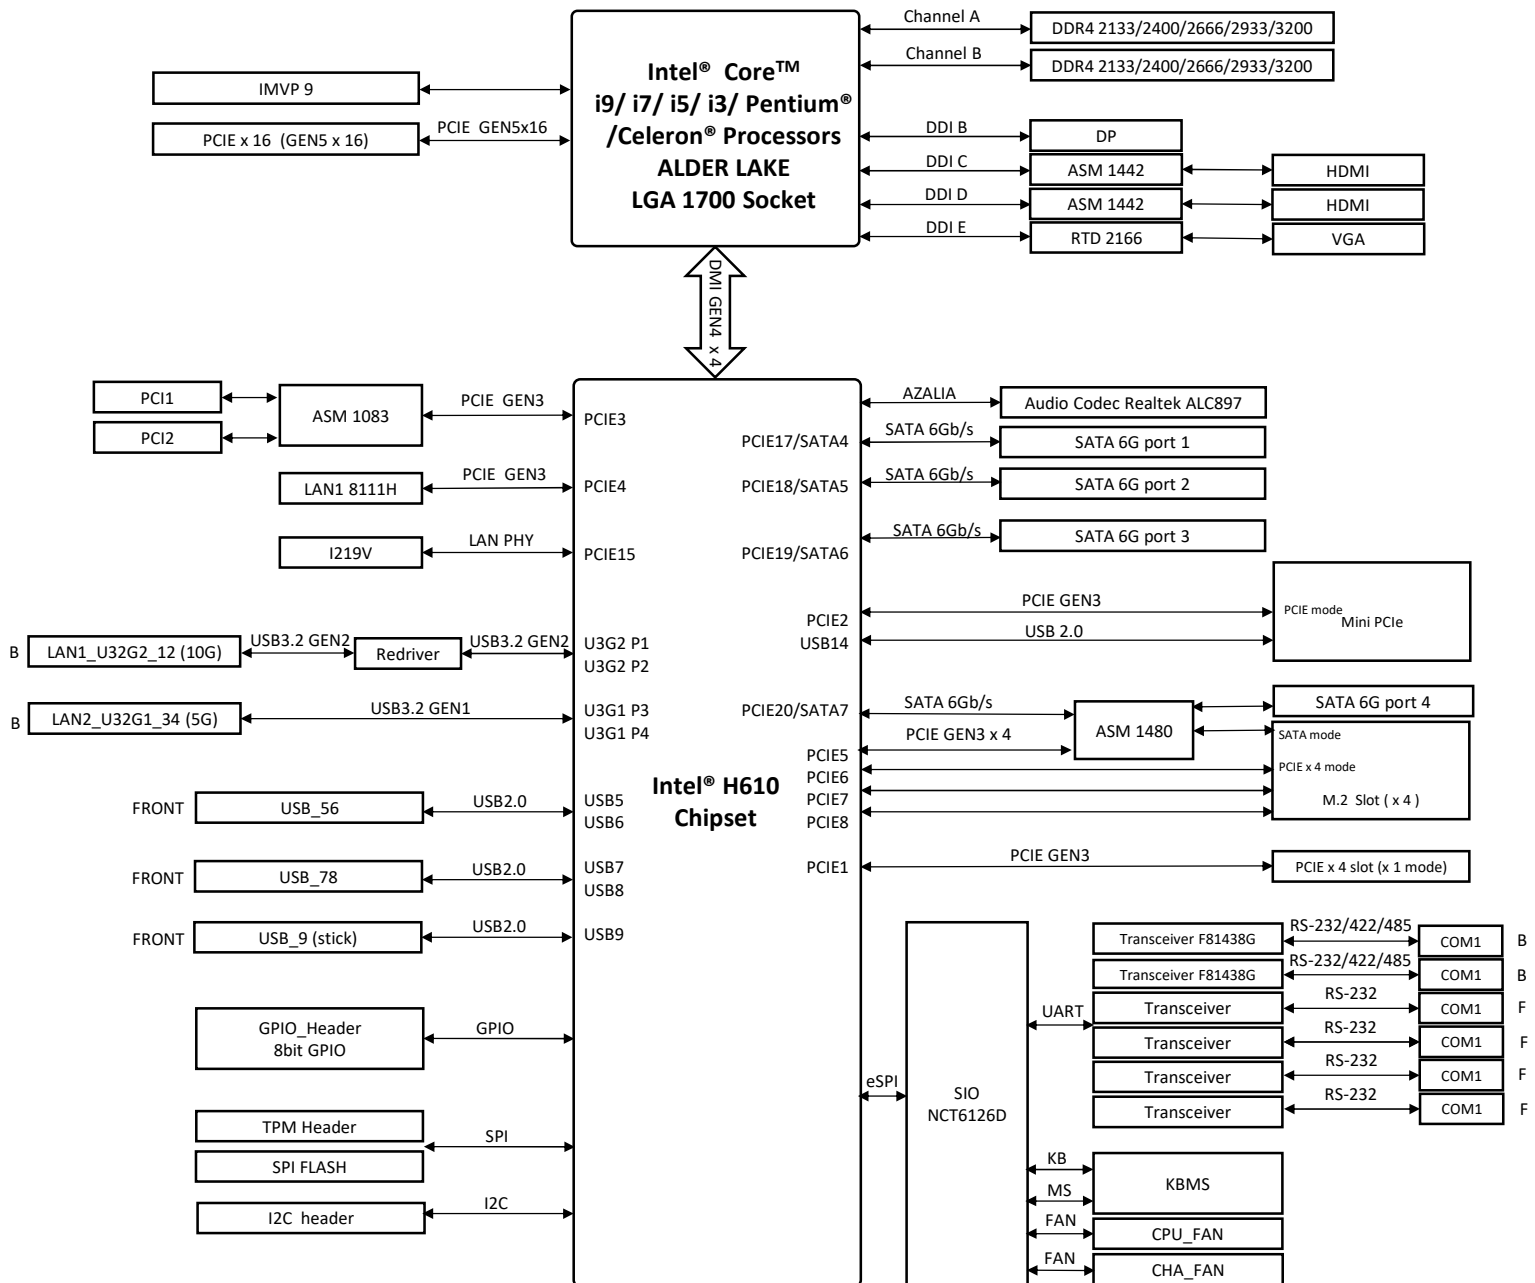 Channel A
DDR4 2133/2400/2666/2933/3200
Channel B
DDR4 2133/2400/2666/2933/3200
Intel® Core™
i9/ i7/ i5/ i3/ Pentium®
/Celeron® Processors
ALDER LAKE
LGA 1700 Socket
IMVP 9
PCIE x 16 (GEN5 x 16)
PCIE GEN5x16
DDI B
DP
DDI C
ASM 1442
HDMI
DDI D
ASM 1442
HDMI
DDI E
RTD 2166
VGA
DMI GEN4 x 4
PCI1
PCI2
ASM 1083
PCIE GEN3
PCIE3
LAN1 8111H
PCIE GEN3
PCIE4
I219V
LAN PHY
PCIE15
B
LAN1_U32G2_12 (10G)
USB3.2 GEN2
Redriver
USB3.2 GEN2
U3G2 P1
U3G2 P2
B
LAN2_U32G1_34 (5G)
USB3.2 GEN1
U3G1 P3
U3G1 P4
FRONT
USB_56
USB2.0
USB5
USB6
FRONT
USB_78
USB2.0
USB7
USB8
FRONT
USB_9 (stick)
USB2.0
USB9
GPIO_Header
8bit GPIO
GPIO
TPM Header
SPI FLASH
SPI
I2C header
I2C
Intel® H610
Chipset
AZALIA
Audio Codec Realtek ALC897
PCIE17/SATA4
SATA 6Gb/s
SATA 6G port 1
PCIE18/SATA5
SATA 6Gb/s
SATA 6G port 2
PCIE19/SATA6
SATA 6Gb/s
SATA 6G port 3
PCIE2
PCIE GEN3
PCIE mode
Mini PCIe
USB14
USB 2.0
PCIE20/SATA7
SATA 6Gb/s
ASM 1480
SATA 6G port 4
PCIE5
PCIE GEN3 x 4
SATA mode
PCIE6
PCIE x 4 mode
PCIE7
M.2 Slot ( x 4 )
PCIE8
PCIE1
PCIE GEN3
PCIE x 4 slot (x 1 mode)
eSPI
SIO
NCT6126D
UART
Transceiver F81438G
RS-232/422/485
COM1
B
Transceiver F81438G
RS-232/422/485
COM1
B
Transceiver
RS-232
COM1
F
Transceiver
RS-232
COM1
F
Transceiver
RS-232
COM1
F
Transceiver
RS-232
COM1
F
KB
MS
KBMS
FAN
CPU_FAN
FAN
CHA_FAN